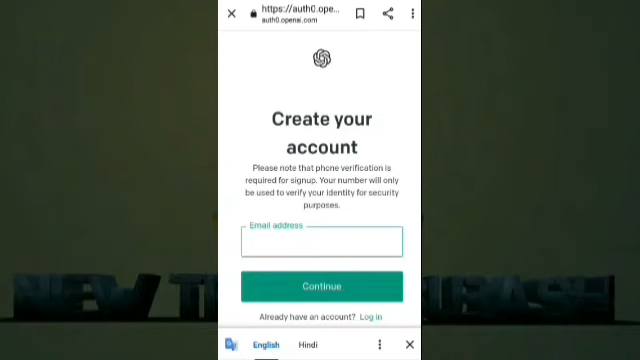 https://auth0.ope...
auth0.openai.com
Create your
account
Please note that phone verification is
required for signup. Your number will only
be used to verify your identity for security
purposes.
Email address
Continue
Already have an account? Log in
English Hindi
NEW